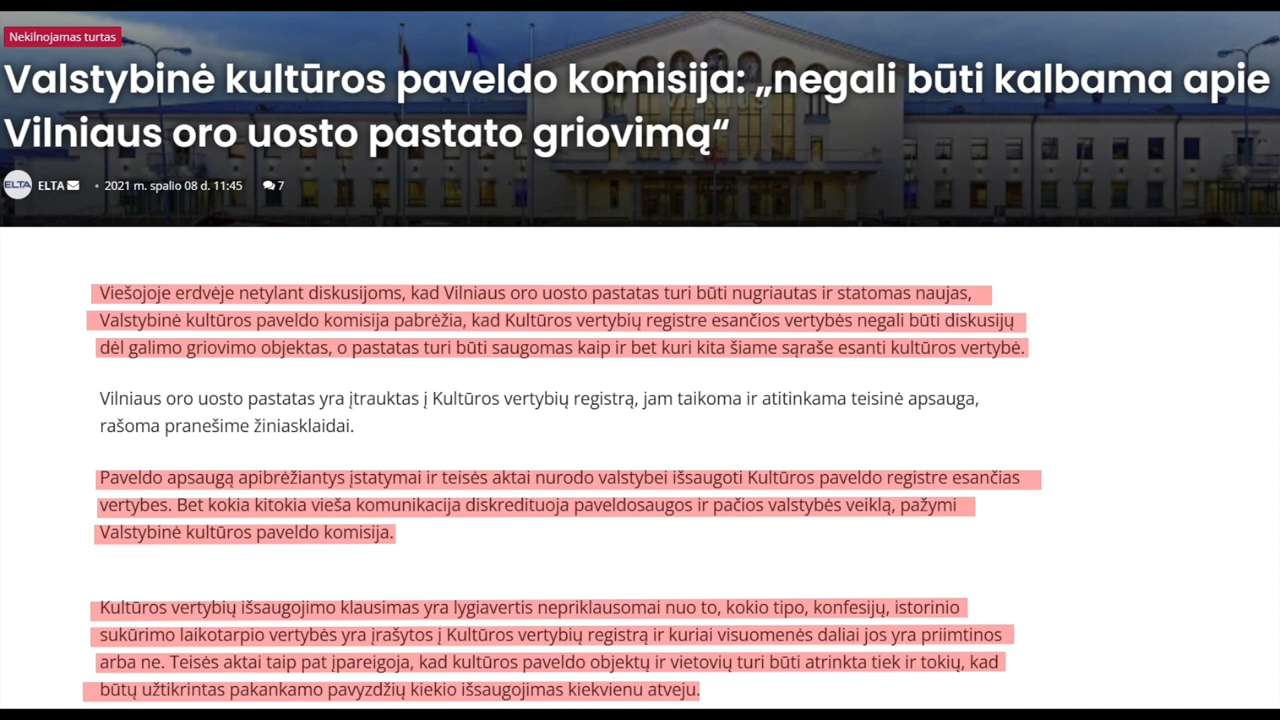 Nekilnojamas turtas
Valstybinė kultūros paveldo komisija: „negali būti kalbama apie
Vilniaus oro uosto pastato griovimą“
ELTA ELTA • 2021 m. spalio 08 d. 11:45 7
Viešojoje erdvėje netylant diskusijoms, kad Vilniaus oro uosto pastatas turi būti nugriautas ir statomas naujas,
Valstybinė kultūros paveldo komisija pabrėžia, kad Kultūros vertybių registre esančios vertybės negali būti diskusijų
dėl galimo griovimo objektas, o pastatas turi būti saugomas kaip ir bet kuri kita šiame sąraše esanti kultūros vertybė.
Vilniaus oro uosto pastatas yra įtrauktas į Kultūros vertybių registrą, jam taikoma ir atitinkama teisinė apsauga,
rašoma pranešime žiniasklaidai.
Paveldo apsaugą apibrėžiantys įstatymai ir teisės aktai nurodo valstybei išsaugoti Kultūros paveldo registre esančias
vertybes. Bet kokia kitokia vieša komunikacija diskredituoja paveldosaugos ir pačios valstybės veiklą, pažymi
Valstybinė kultūros paveldo komisija.
Kultūros vertybių išsaugojimo klausimas yra lygiavertis nepriklausomai nuo to, kokio tipo, konfesijų, istorinio
sukūrimo laikotarpio vertybės yra įrašytos į Kultūros vertybių registrą ir kuriai visuomenės daliai jos yra priimtinos
arba ne. Teisės aktai taip pat įpareigoja, kad kultūros paveldo objektų ir vietovių turi būti atrinkta tiek ir tokių, kad
būtų užtikrintas pakankamo pavyzdžių kiekio išsaugojimas kiekvienu atveju.